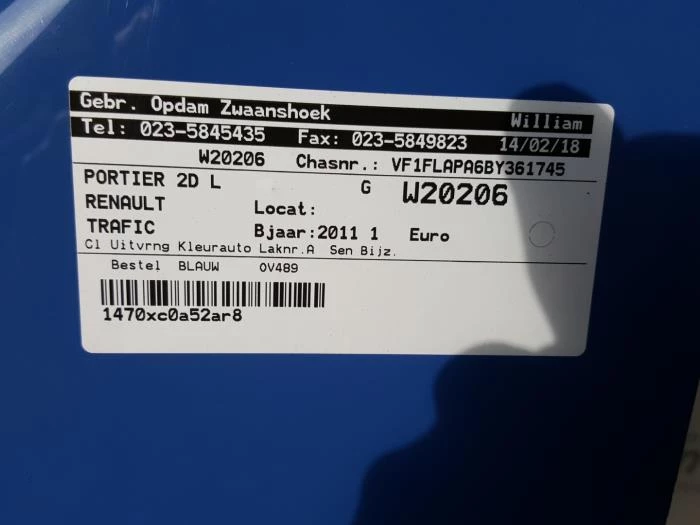 Gebr. Opdam Zwaanshoek William
Tel: 023-5845435 Fax: 023-5849823 14/02/18
W20206 Chasnr.: VF1FLAPA6BY361745
PORTIER 2D L G W20206
RENAULT Locat:
TRAFIC Bjaar:2011 1 Euro
Cl Uitvrng Kleurauto Laknr.A Sen Bijz.
Bestel BLAUW OV489
1470xc0a52ar8